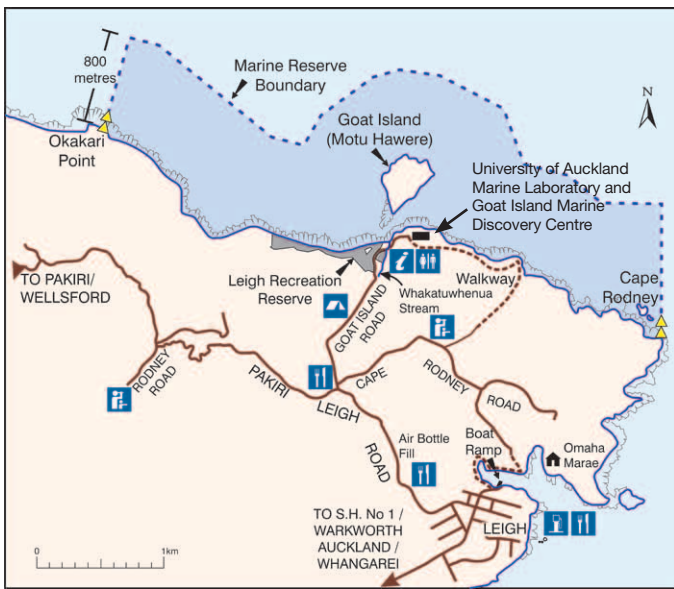 800
metres
Marine Reserve
Boundary
N
Okakari
Point
Goat Island
(Motu Hawere)
University of Auckland
Marine Laboratory and
Goat Island Marine
Discovery Centre
TO PAKIRI/
WELLSFORD
Leigh Recreation
Reserve
i
Walkway
Whakatuwhenua
Stream
Cape
Rodney
GOAT ISLAND
ROAD
RODNEY
ROAD
PAKIRI
LEIGH
ROAD
CAPE
RODNEY
ROAD
Air Bottle
Fill
Boat
Ramp
Omaha
Marae
TO S.H. No 1 /
WARKWORTH
AUCKLAND /
WHANGAREI
LEIGH
0
1km